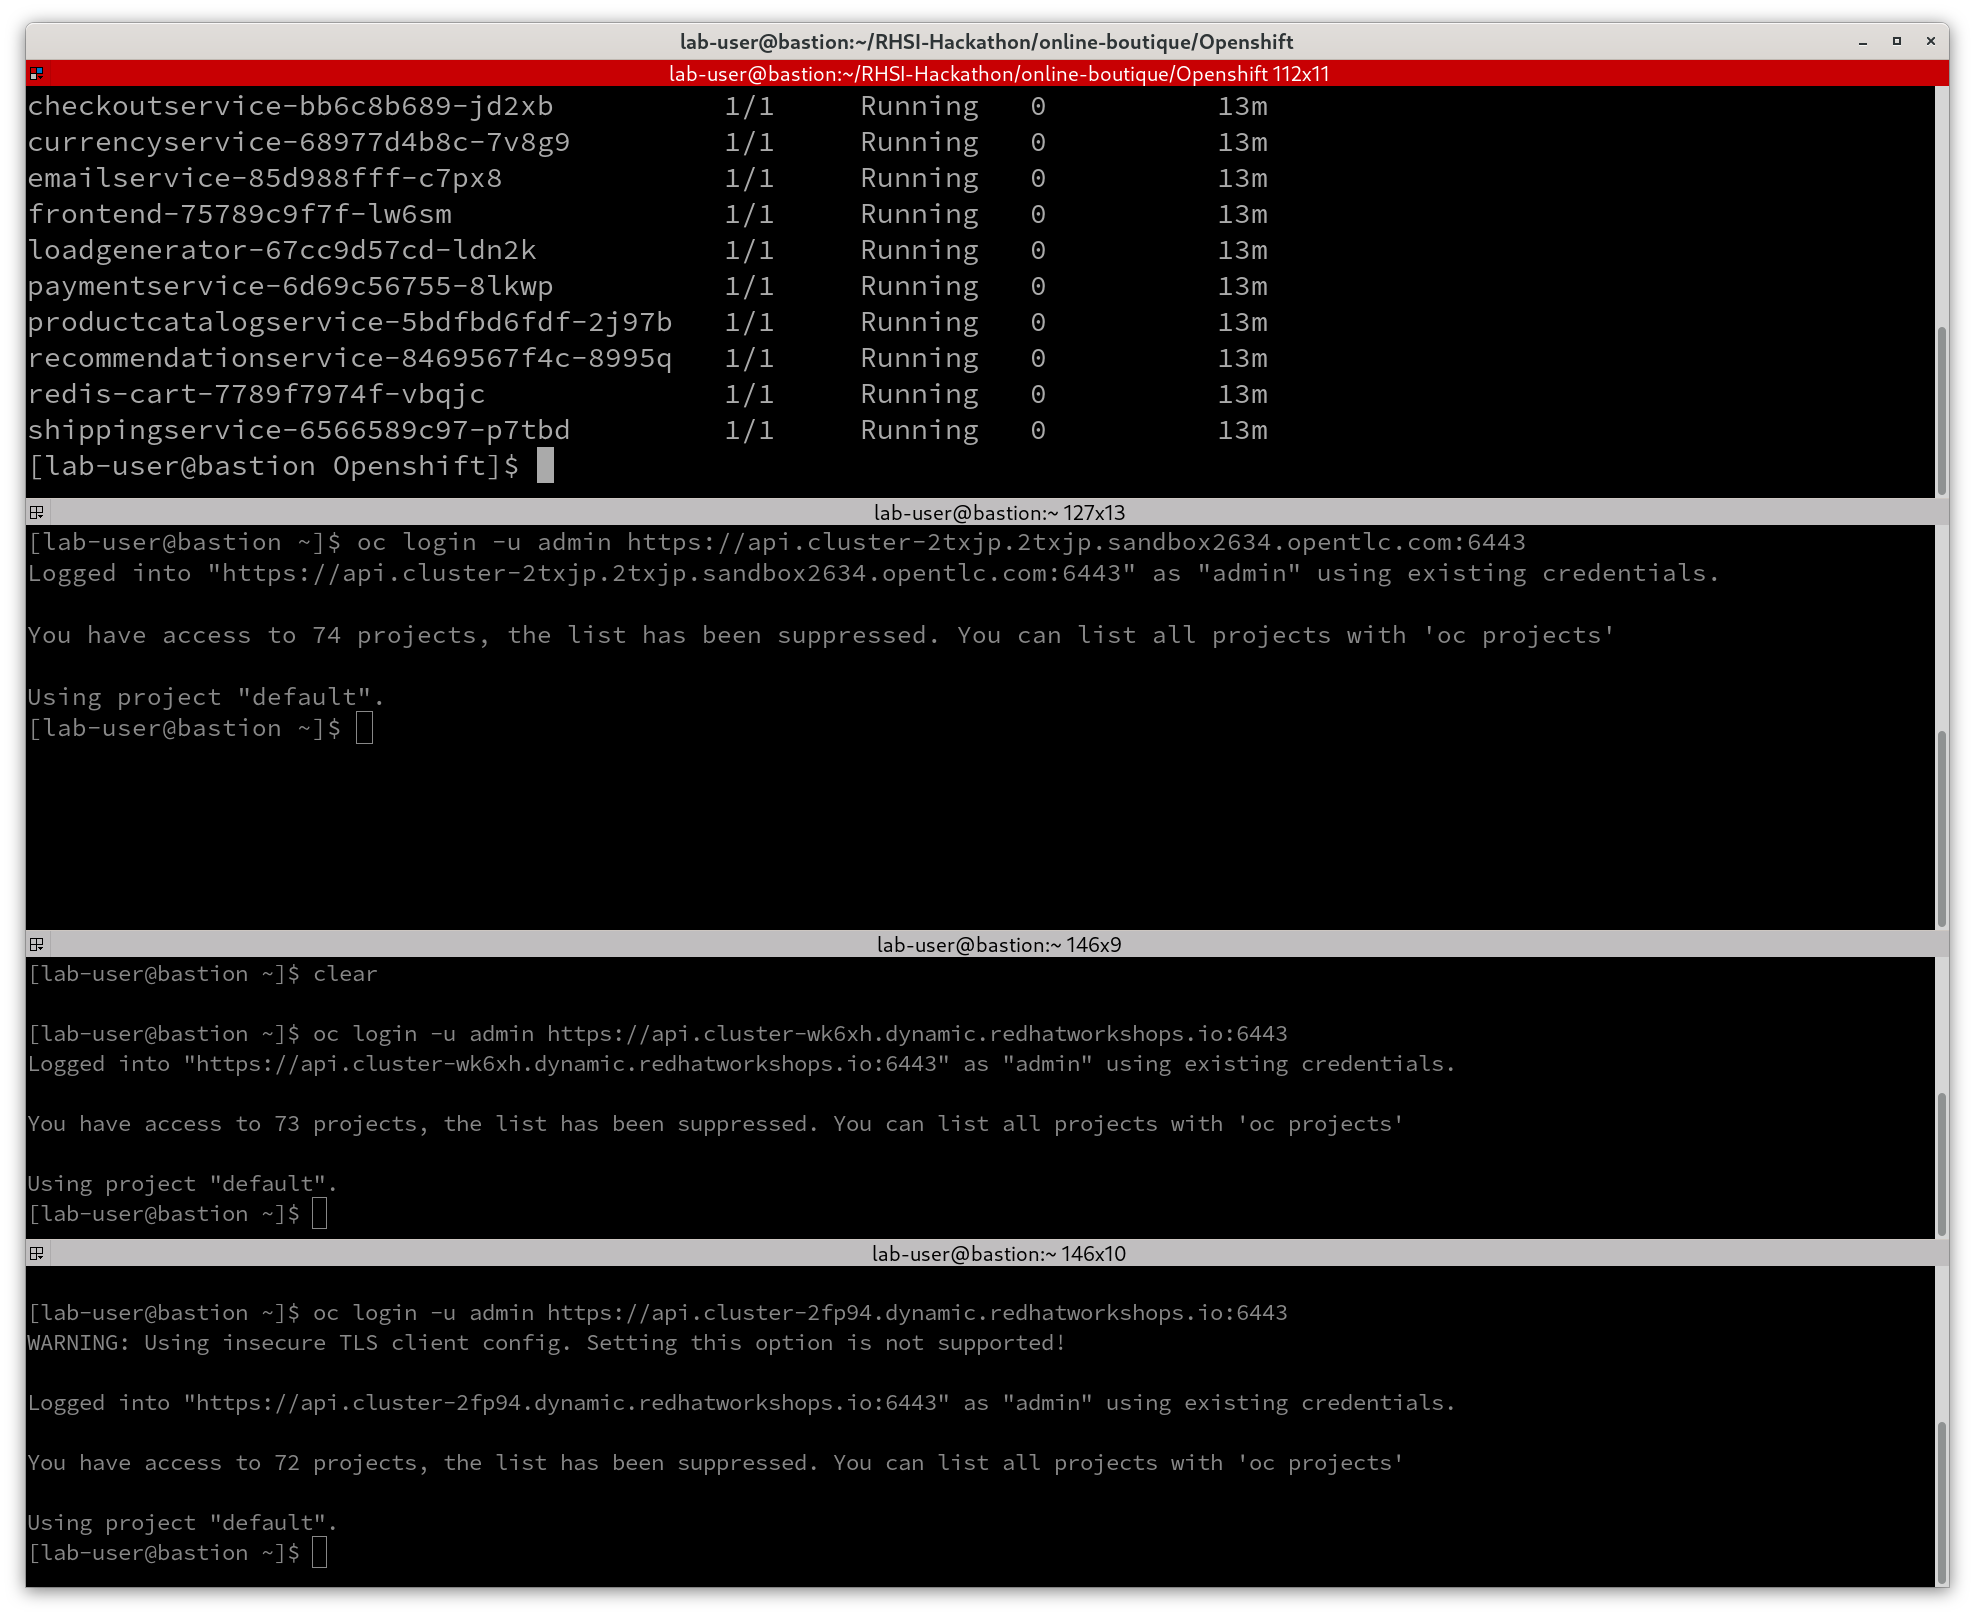 lab-user@bastion:~/RHSI-Hackathon/online-boutique/Openshift
lab-user@bastion:~/RHSI-Hackathon/online-boutique/Openshift 112x11
checkoutservice-bb6c8b689-jd2xb 1/1 Running 0 13m
currencyservice-68977d4b8c-7v8g9 1/1 Running 0 13m
emailservice-85d988fff-c7px8 1/1 Running 0 13m
frontend-75789c9f7f-lw6sm 1/1 Running 0 13m
loadgenerator-67cc9d57cd-ldn2k 1/1 Running 0 13m
paymentservice-6d69c56755-8lkwp 1/1 Running 0 13m
productcatalogservice-5bdfbd6fdf-2j97b 1/1 Running 0 13m
recommendationservice-8469567f4c-8995q 1/1 Running 0 13m
redis-cart-7789f7974f-vbqjc 1/1 Running 0 13m
shippingservice-6566589c97-p7tbd 1/1 Running 0 13m
[lab-user@bastion Openshift]$
lab-user@bastion:~ 127x13
[lab-user@bastion ~]$ oc login -u admin https://api.cluster-2txjp.2txjp.sandbox2634.opentlc.com:6443
Logged into "https://api.cluster-2txjp.2txjp.sandbox2634.opentlc.com:6443" as "admin" using existing credentials.
You have access to 74 projects, the list has been suppressed. You can list all projects with 'oc projects'
Using project "default".
[lab-user@bastion ~]$
lab-user@bastion:~ 146x9
[lab-user@bastion ~]$ clear
[lab-user@bastion ~]$ oc login -u admin https://api.cluster-wk6xh.dynamic.redhatworkshops.io:6443
Logged into "https://api.cluster-wk6xh.dynamic.redhatworkshops.io:6443" as "admin" using existing credentials.
You have access to 73 projects, the list has been suppressed. You can list all projects with 'oc projects'
Using project "default".
[lab-user@bastion ~]$
lab-user@bastion:~ 146x10
[lab-user@bastion ~]$ oc login -u admin https://api.cluster-2fp94.dynamic.redhatworkshops.io:6443
WARNING: Using insecure TLS client config. Setting this option is not supported!
Logged into "https://api.cluster-2fp94.dynamic.redhatworkshops.io:6443" as "admin" using existing credentials.
You have access to 72 projects, the list has been suppressed. You can list all projects with 'oc projects'
Using project "default".
[lab-user@bastion ~]$